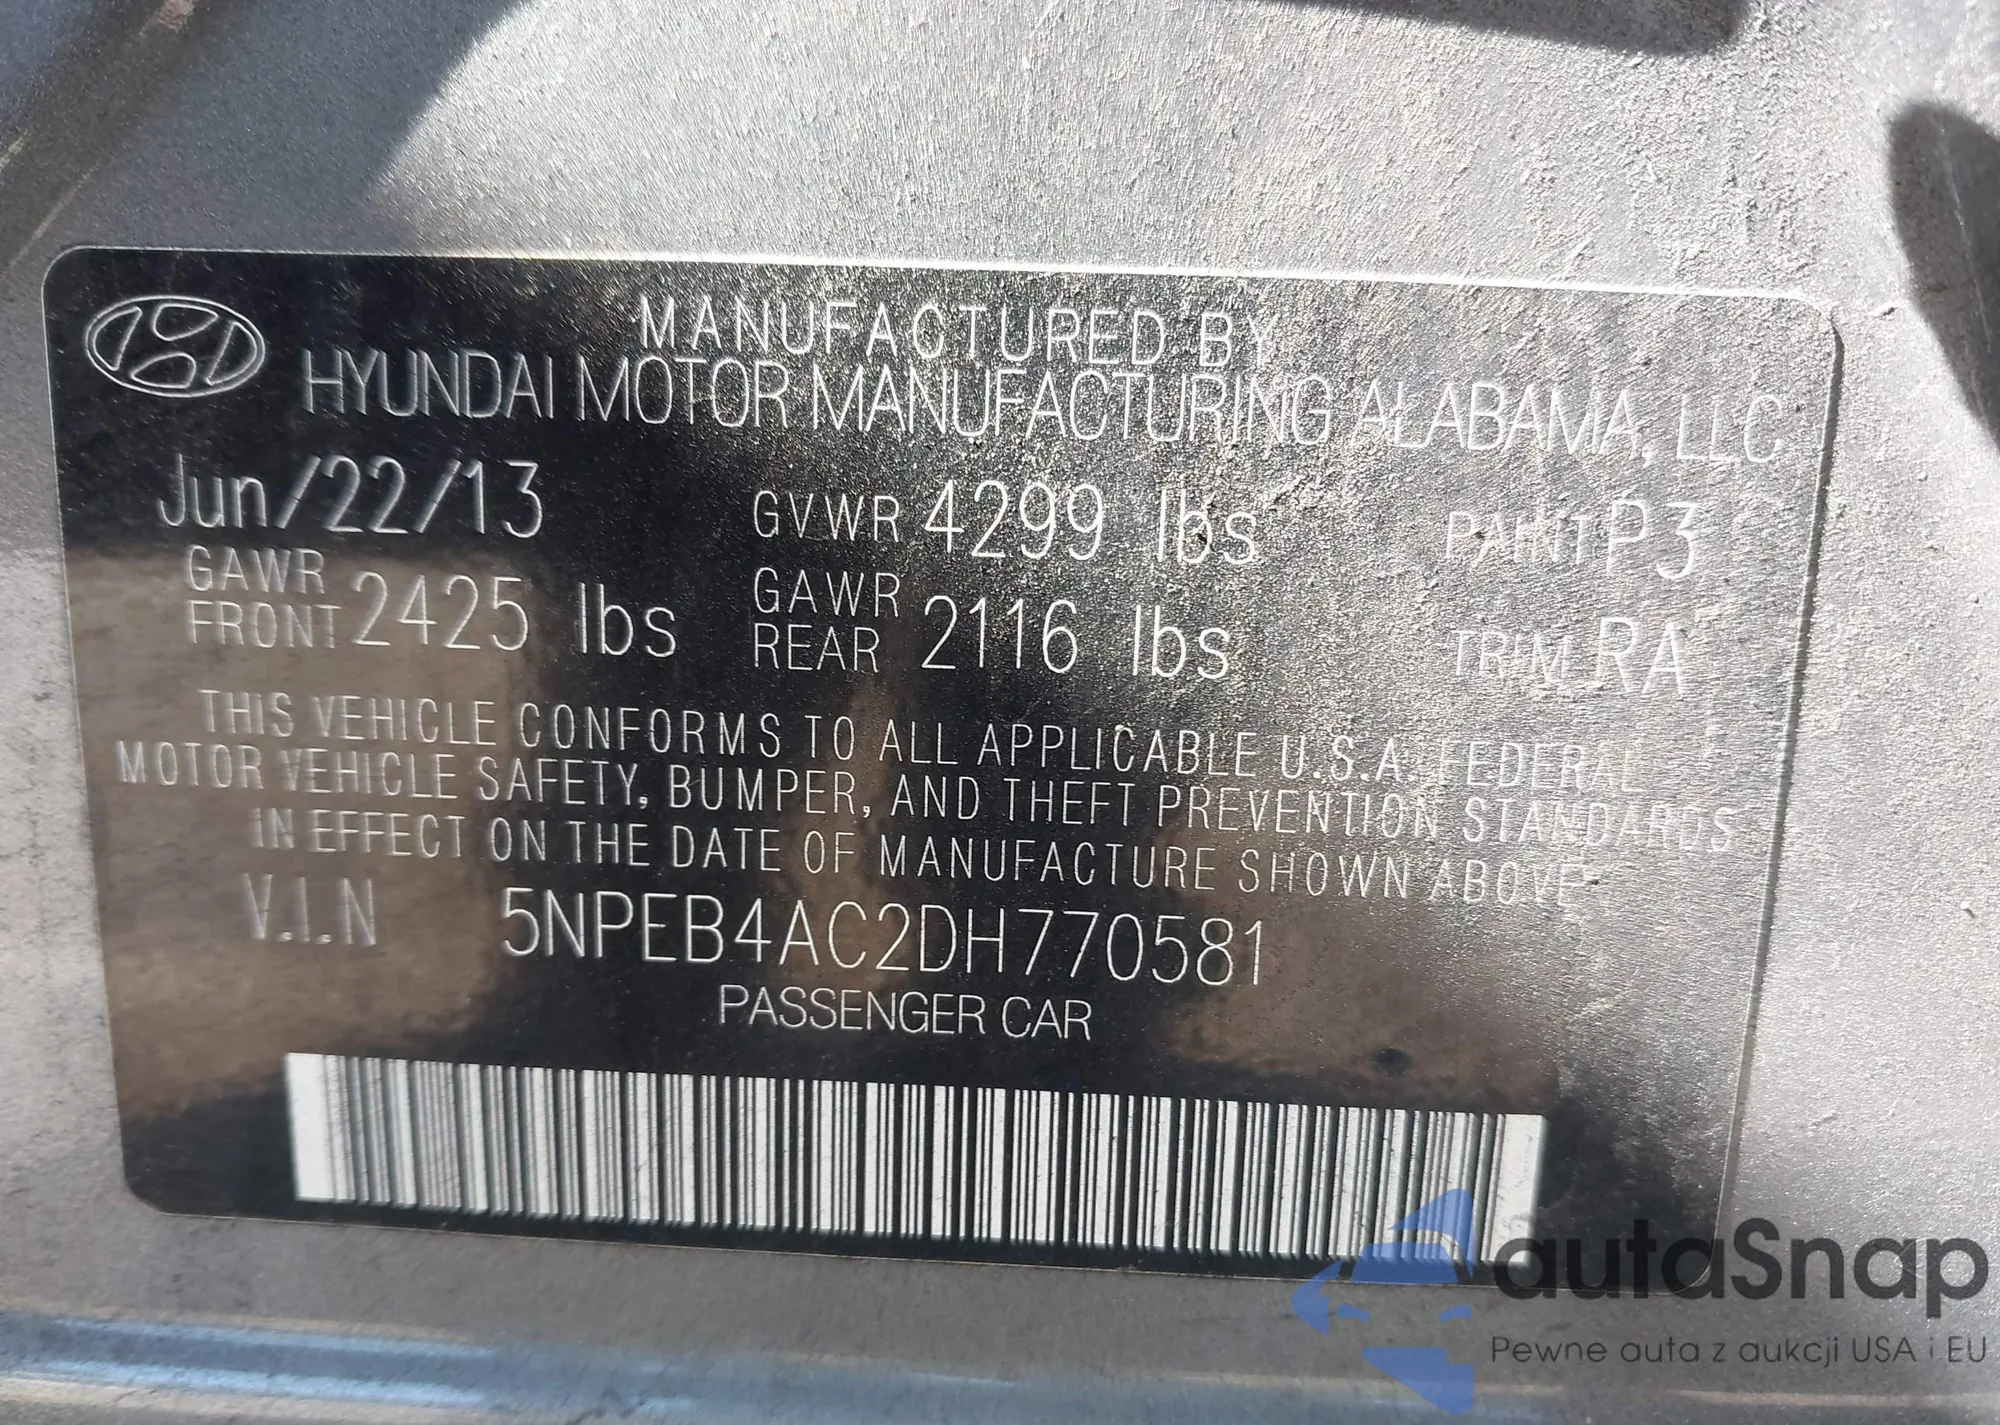 MANUFACTURED BY
HYUNDAI MOTOR MANUFACTURING ALABAMA, LLC
Jun/22/13 GVWR 4299 lbs PAINT P3
GAWR FRONT 2425 lbs GAWR REAR 2116 lbs TRIM RA
THIS VEHICLE CONFORMS TO ALL APPLICABLE U.S.A. FEDERAL
MOTOR VEHICLE SAFETY, BUMPER, AND THEFT PREVENTION STANDARDS
IN EFFECT ON THE DATE OF MANUFACTURE SHOWN ABOVE
V.I.N 5NPEB4AC2DH770581
PASSENGER CAR
autaSnap
Pewne auta z aukcji USA i EU